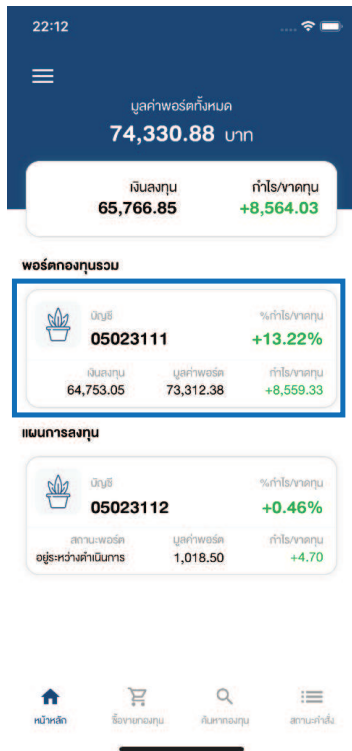 22:12
มูลค่าพอร์ตทั้งหมด
74,330.88 บาท
เงินลงทุน กำไร/ขาดทุน
65,766.85 +8,564.03
พอร์ตกองทุนรวม
บัญชี %กำไร/ขาดทุน
05023111 +13.22%
เงินลงทุน มูลค่าพอร์ต กำไร/ขาดทุน
64,753.05 73,312.38 +8,559.33
แผนการลงทุน
บัญชี %กำไร/ขาดทุน
05023112 +0.46%
สถานะพอร์ต มูลค่าพอร์ต กำไร/ขาดทุน
อยู่ระหว่างดำเนินการ 1,018.50 +4.70
หน้าหลัก ซื้อขายกองทุน ค้นหากองทุน สถานะคำสั่ง